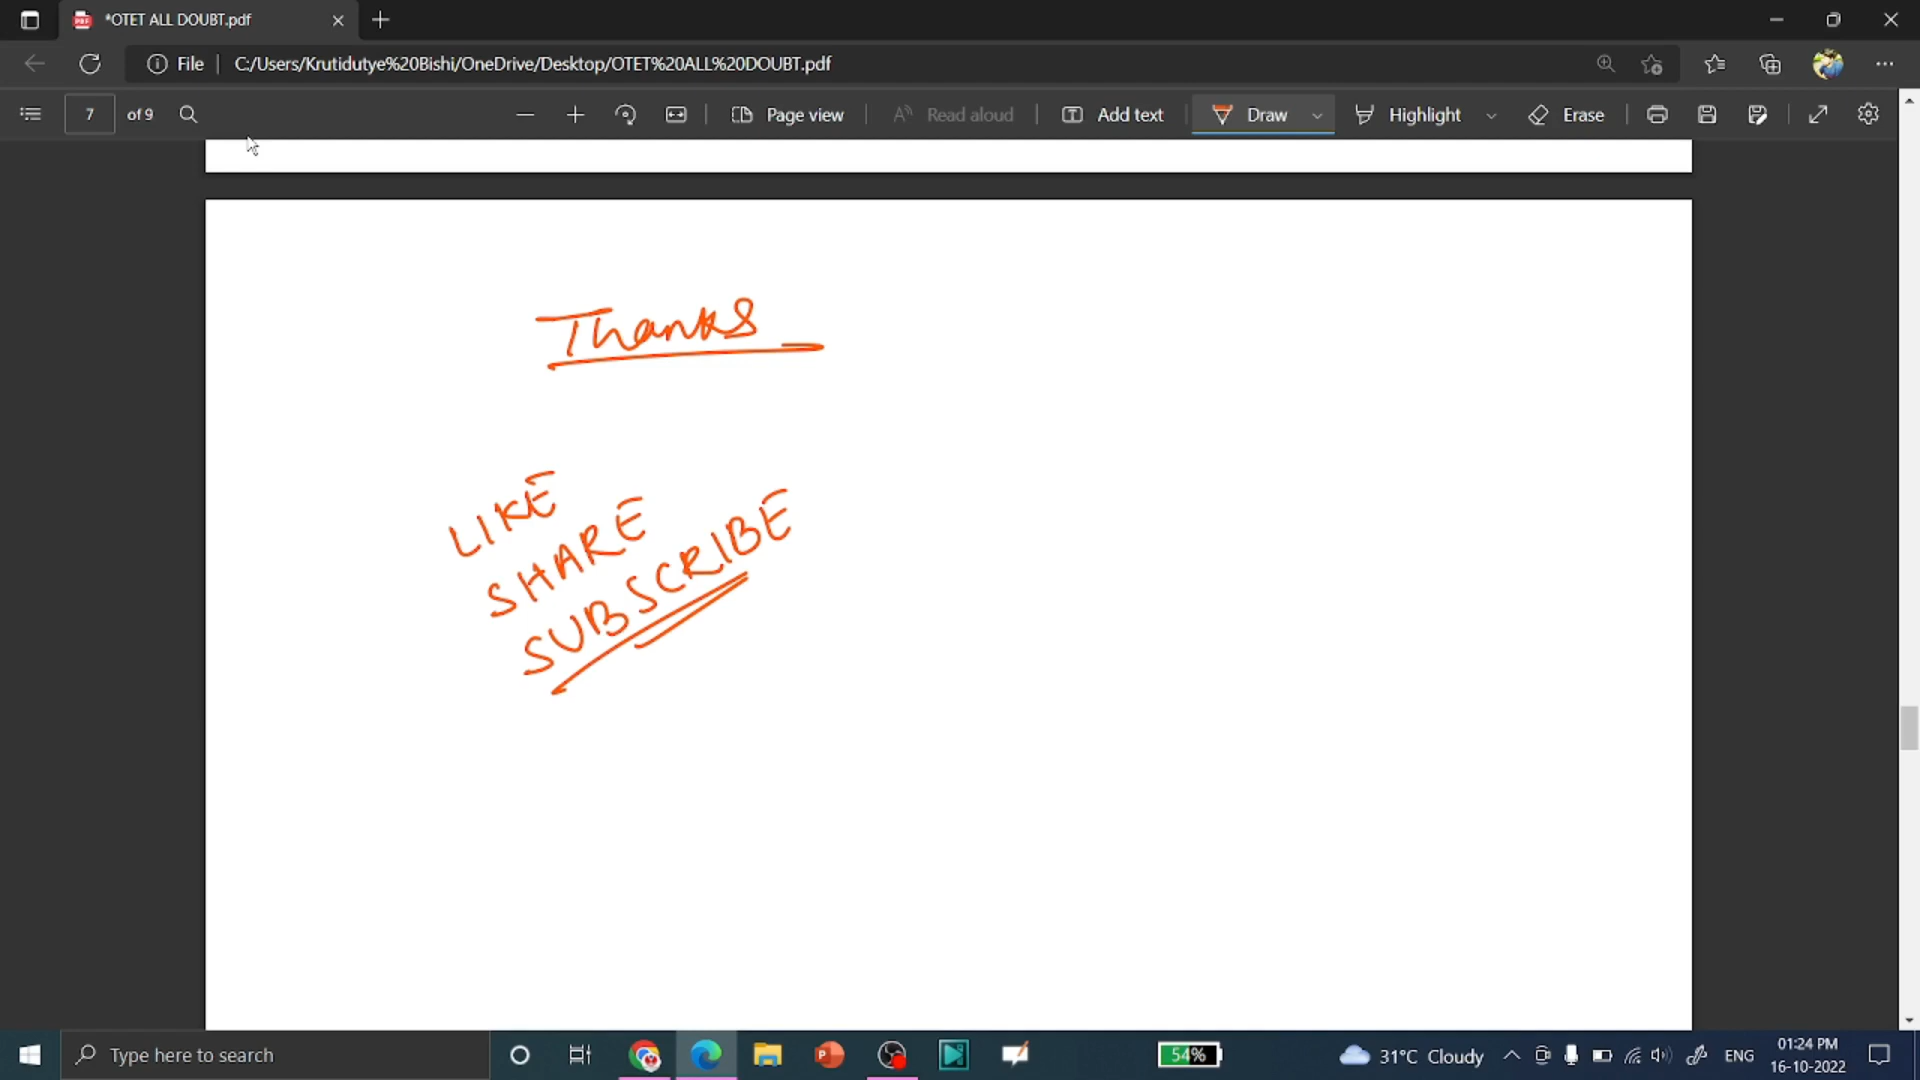 *OTET ALL DOUBT.pdf
File C:/Users/Krutidutye%20Bishi/OneDrive/Desktop/OTET%20ALL%20DOUBT.pdf
7 of 9 Page view Read aloud Add text Draw Highlight Erase
Thanks
LIKE
SHARE
SUBSCRIBE
Type here to search 54% 31°C Cloudy ENG 01:24 PM
16-10-2022